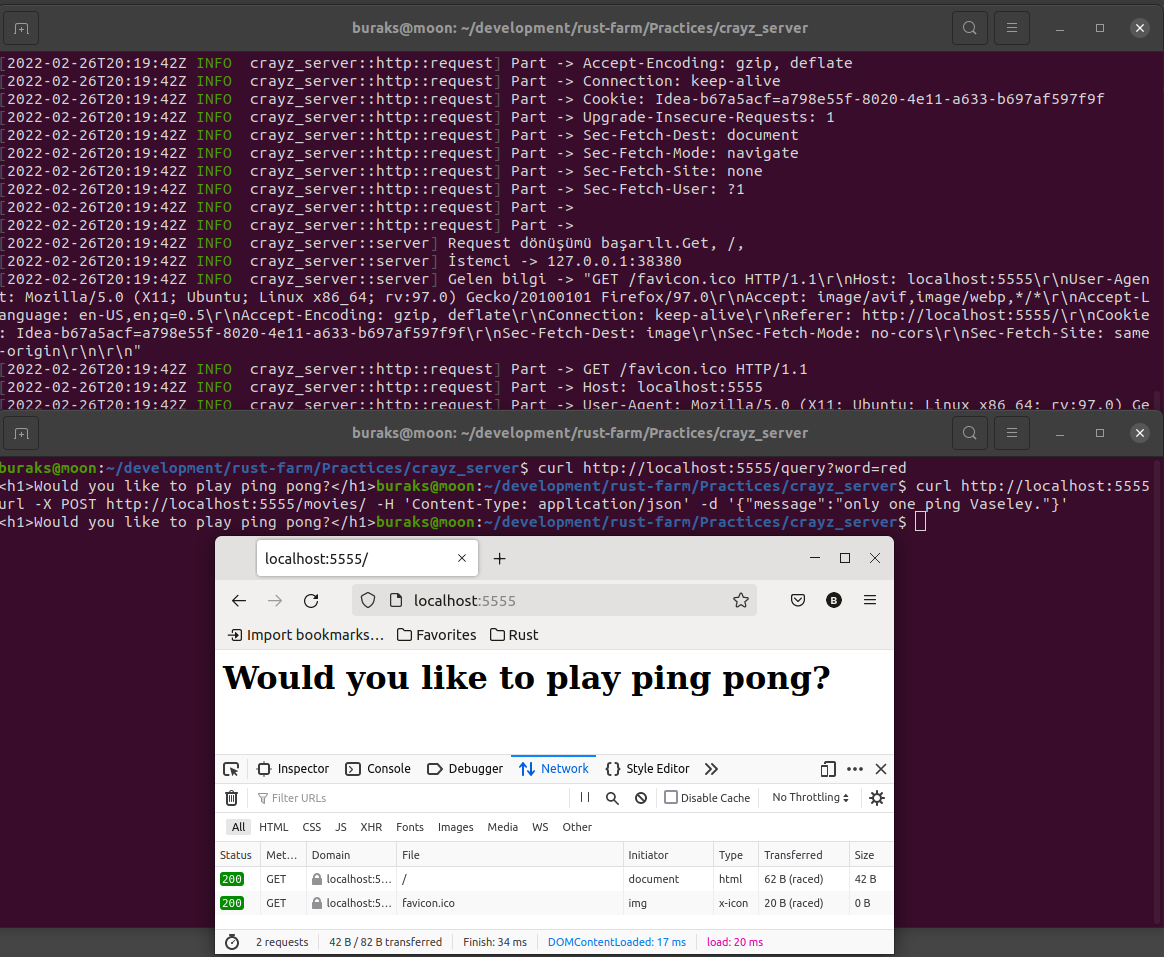 buraks@moon: ~/development/rust-farm/Practices/crayz_server
[2022-02-26T20:19:42Z INFO  crayz_server::http::request] Part -> Accept-Encoding: gzip, deflate
[2022-02-26T20:19:42Z INFO  crayz_server::http::request] Part -> Connection: keep-alive
[2022-02-26T20:19:42Z INFO  crayz_server::http::request] Part -> Cookie: Idea-b67a5acf=a798e55f-8020-4e11-a633-b697af597f9f
[2022-02-26T20:19:42Z INFO  crayz_server::http::request] Part -> Upgrade-Insecure-Requests: 1
[2022-02-26T20:19:42Z INFO  crayz_server::http::request] Part -> Sec-Fetch-Dest: document
[2022-02-26T20:19:42Z INFO  crayz_server::http::request] Part -> Sec-Fetch-Mode: navigate
[2022-02-26T20:19:42Z INFO  crayz_server::http::request] Part -> Sec-Fetch-Site: none
[2022-02-26T20:19:42Z INFO  crayz_server::http::request] Part -> Sec-Fetch-User: ?1
[2022-02-26T20:19:42Z INFO  crayz_server::http::request] Part ->
[2022-02-26T20:19:42Z INFO  crayz_server::http::request] Part ->
[2022-02-26T20:19:42Z INFO  crayz_server::server] Request dönüşümü başarılı.Get, /,
[2022-02-26T20:19:42Z INFO  crayz_server::server] İstemci -> 127.0.0.1:38380
[2022-02-26T20:19:42Z INFO  crayz_server::server] Gelen bilgi -> "GET /favicon.ico HTTP/1.1\r\nHost: localhost:5555\r\nUser-Agen
t: Mozilla/5.0 (X11; Ubuntu; Linux x86_64; rv:97.0) Gecko/20100101 Firefox/97.0\r\nAccept: image/avif,image/webp,*/*\r\nAccept-L
anguage: en-US,en;q=0.5\r\nAccept-Encoding: gzip, deflate\r\nConnection: keep-alive\r\nReferer: http://localhost:5555/\r\nCookie
: Idea-b67a5acf=a798e55f-8020-4e11-a633-b697af597f9f\r\nSec-Fetch-Dest: image\r\nSec-Fetch-Mode: no-cors\r\nSec-Fetch-Site: same
-origin\r\n\r\n"
[2022-02-26T20:19:42Z INFO  crayz_server::http::request] Part -> GET /favicon.ico HTTP/1.1
[2022-02-26T20:19:42Z INFO  crayz_server::http::request] Part -> Host: localhost:5555
[2022-02-26T20:19:42Z INFO  crayz_server::http::request] Part -> User-Agent: Mozilla/5.0 (X11; Ubuntu; Linux x86_64; rv:97.0) Ge
buraks@moon: ~/development/rust-farm/Practices/crayz_server
buraks@moon:~/development/rust-farm/Practices/crayz_server$ curl http://localhost:5555/query?word=red
<h1>Would you like to play ping pong?</h1>buraks@moon:~/development/rust-farm/Practices/crayz_server$ curl http://localhost:5555
url -X POST http://localhost:5555/movies/ -H 'Content-Type: application/json' -d '{"message":"only one ping Vaseley."}'
<h1>Would you like to play ping pong?</h1>buraks@moon:~/development/rust-farm/Practices/crayz_server$
localhost:5555/
localhost:5555
B
Import bookmarks… Favorites Rust
Would you like to play ping pong?
Inspector Console Debugger Network Style Editor
Filter URLs Disable Cache No Throttling
All HTML CSS JS XHR Fonts Images Media WS Other
Status Met… Domain File Initiator Type Transferred Size
200 GET localhost:5… / document html 62 B (raced) 42 B
200 GET localhost:5… favicon.ico img x-icon 20 B (raced) 0 B
2 requests 42 B / 82 B transferred Finish: 34 ms DOMContentLoaded: 17 ms load: 20 ms